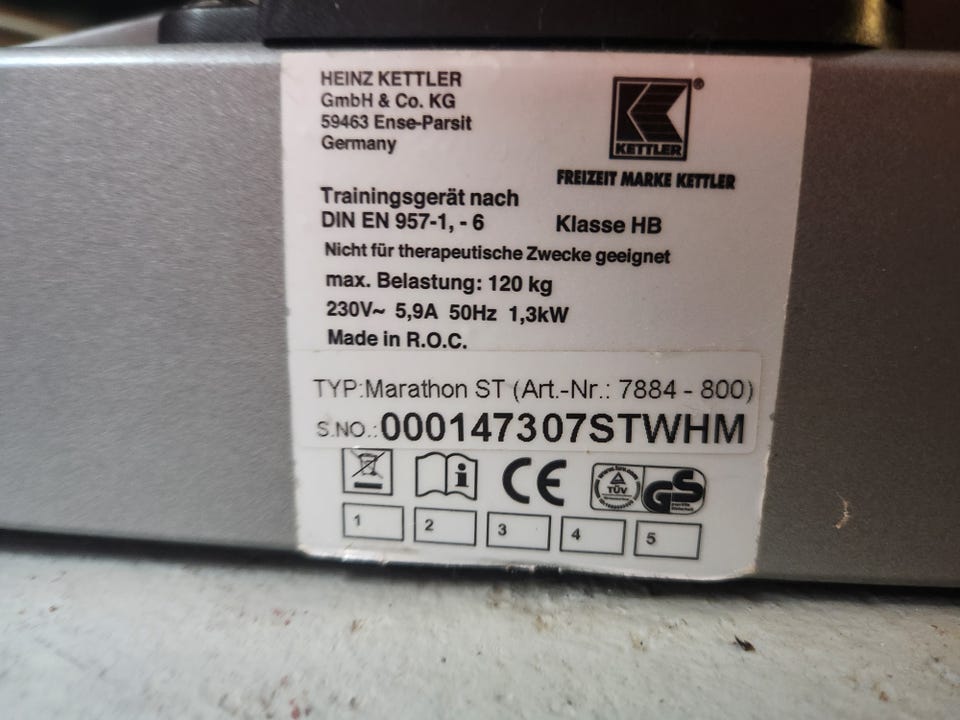 HEINZ KETTLER
GmbH & Co. KG
59463 Ense-Parsit
Germany
KETTLER
®
FREIZEIT MARKE KETTLER
Trainingsgerät nach
DIN EN 957-1, - 6 Klasse HB
Nicht für therapeutische Zwecke geeignet
max. Belastung: 120 kg
230V~ 5,9A 50Hz 1,3kW
Made in R.O.C.
TYP:Marathon ST (Art.-Nr.: 7884 - 800)
S.NO.:000147307STWHM
i CE TÜV GS
1 2 3 4 5